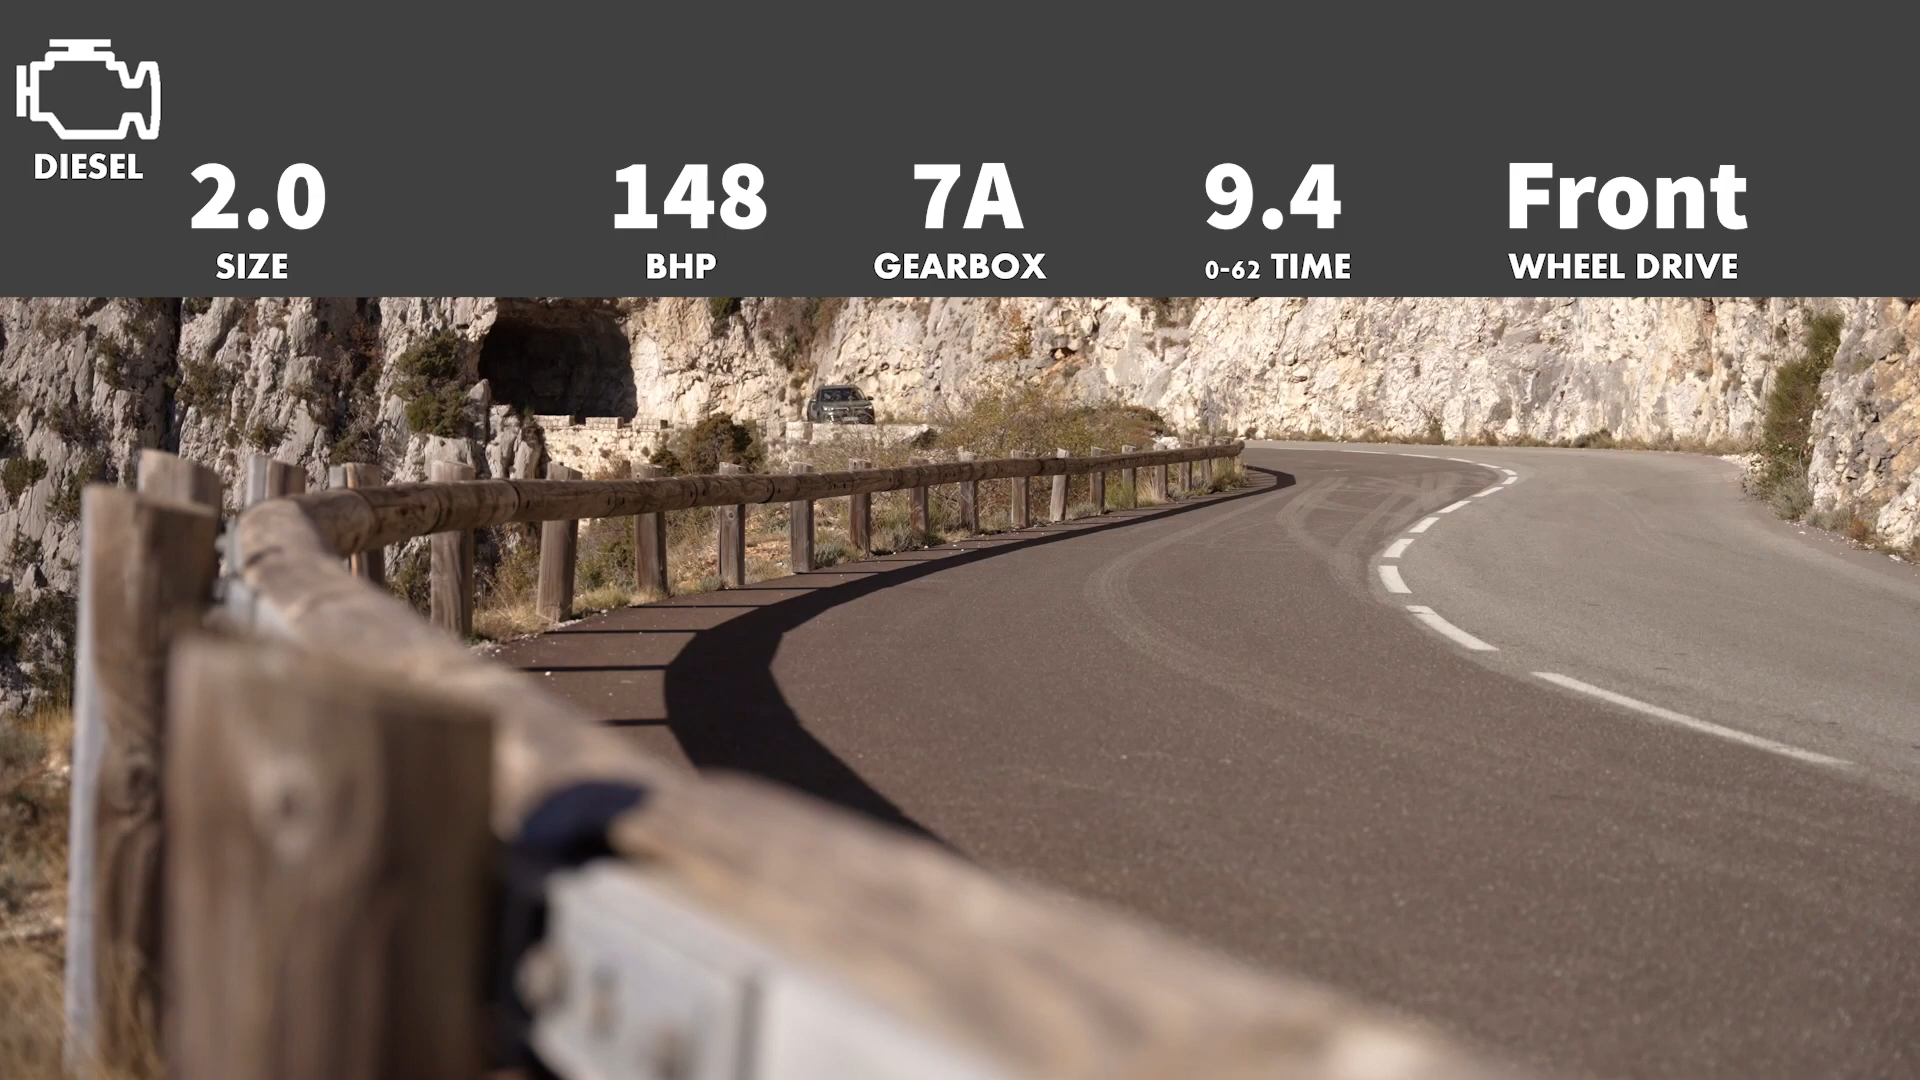 DIESEL
2.0 148 7A 9.4 Front
SIZE BHP GEARBOX 0-62 TIME WHEEL DRIVE